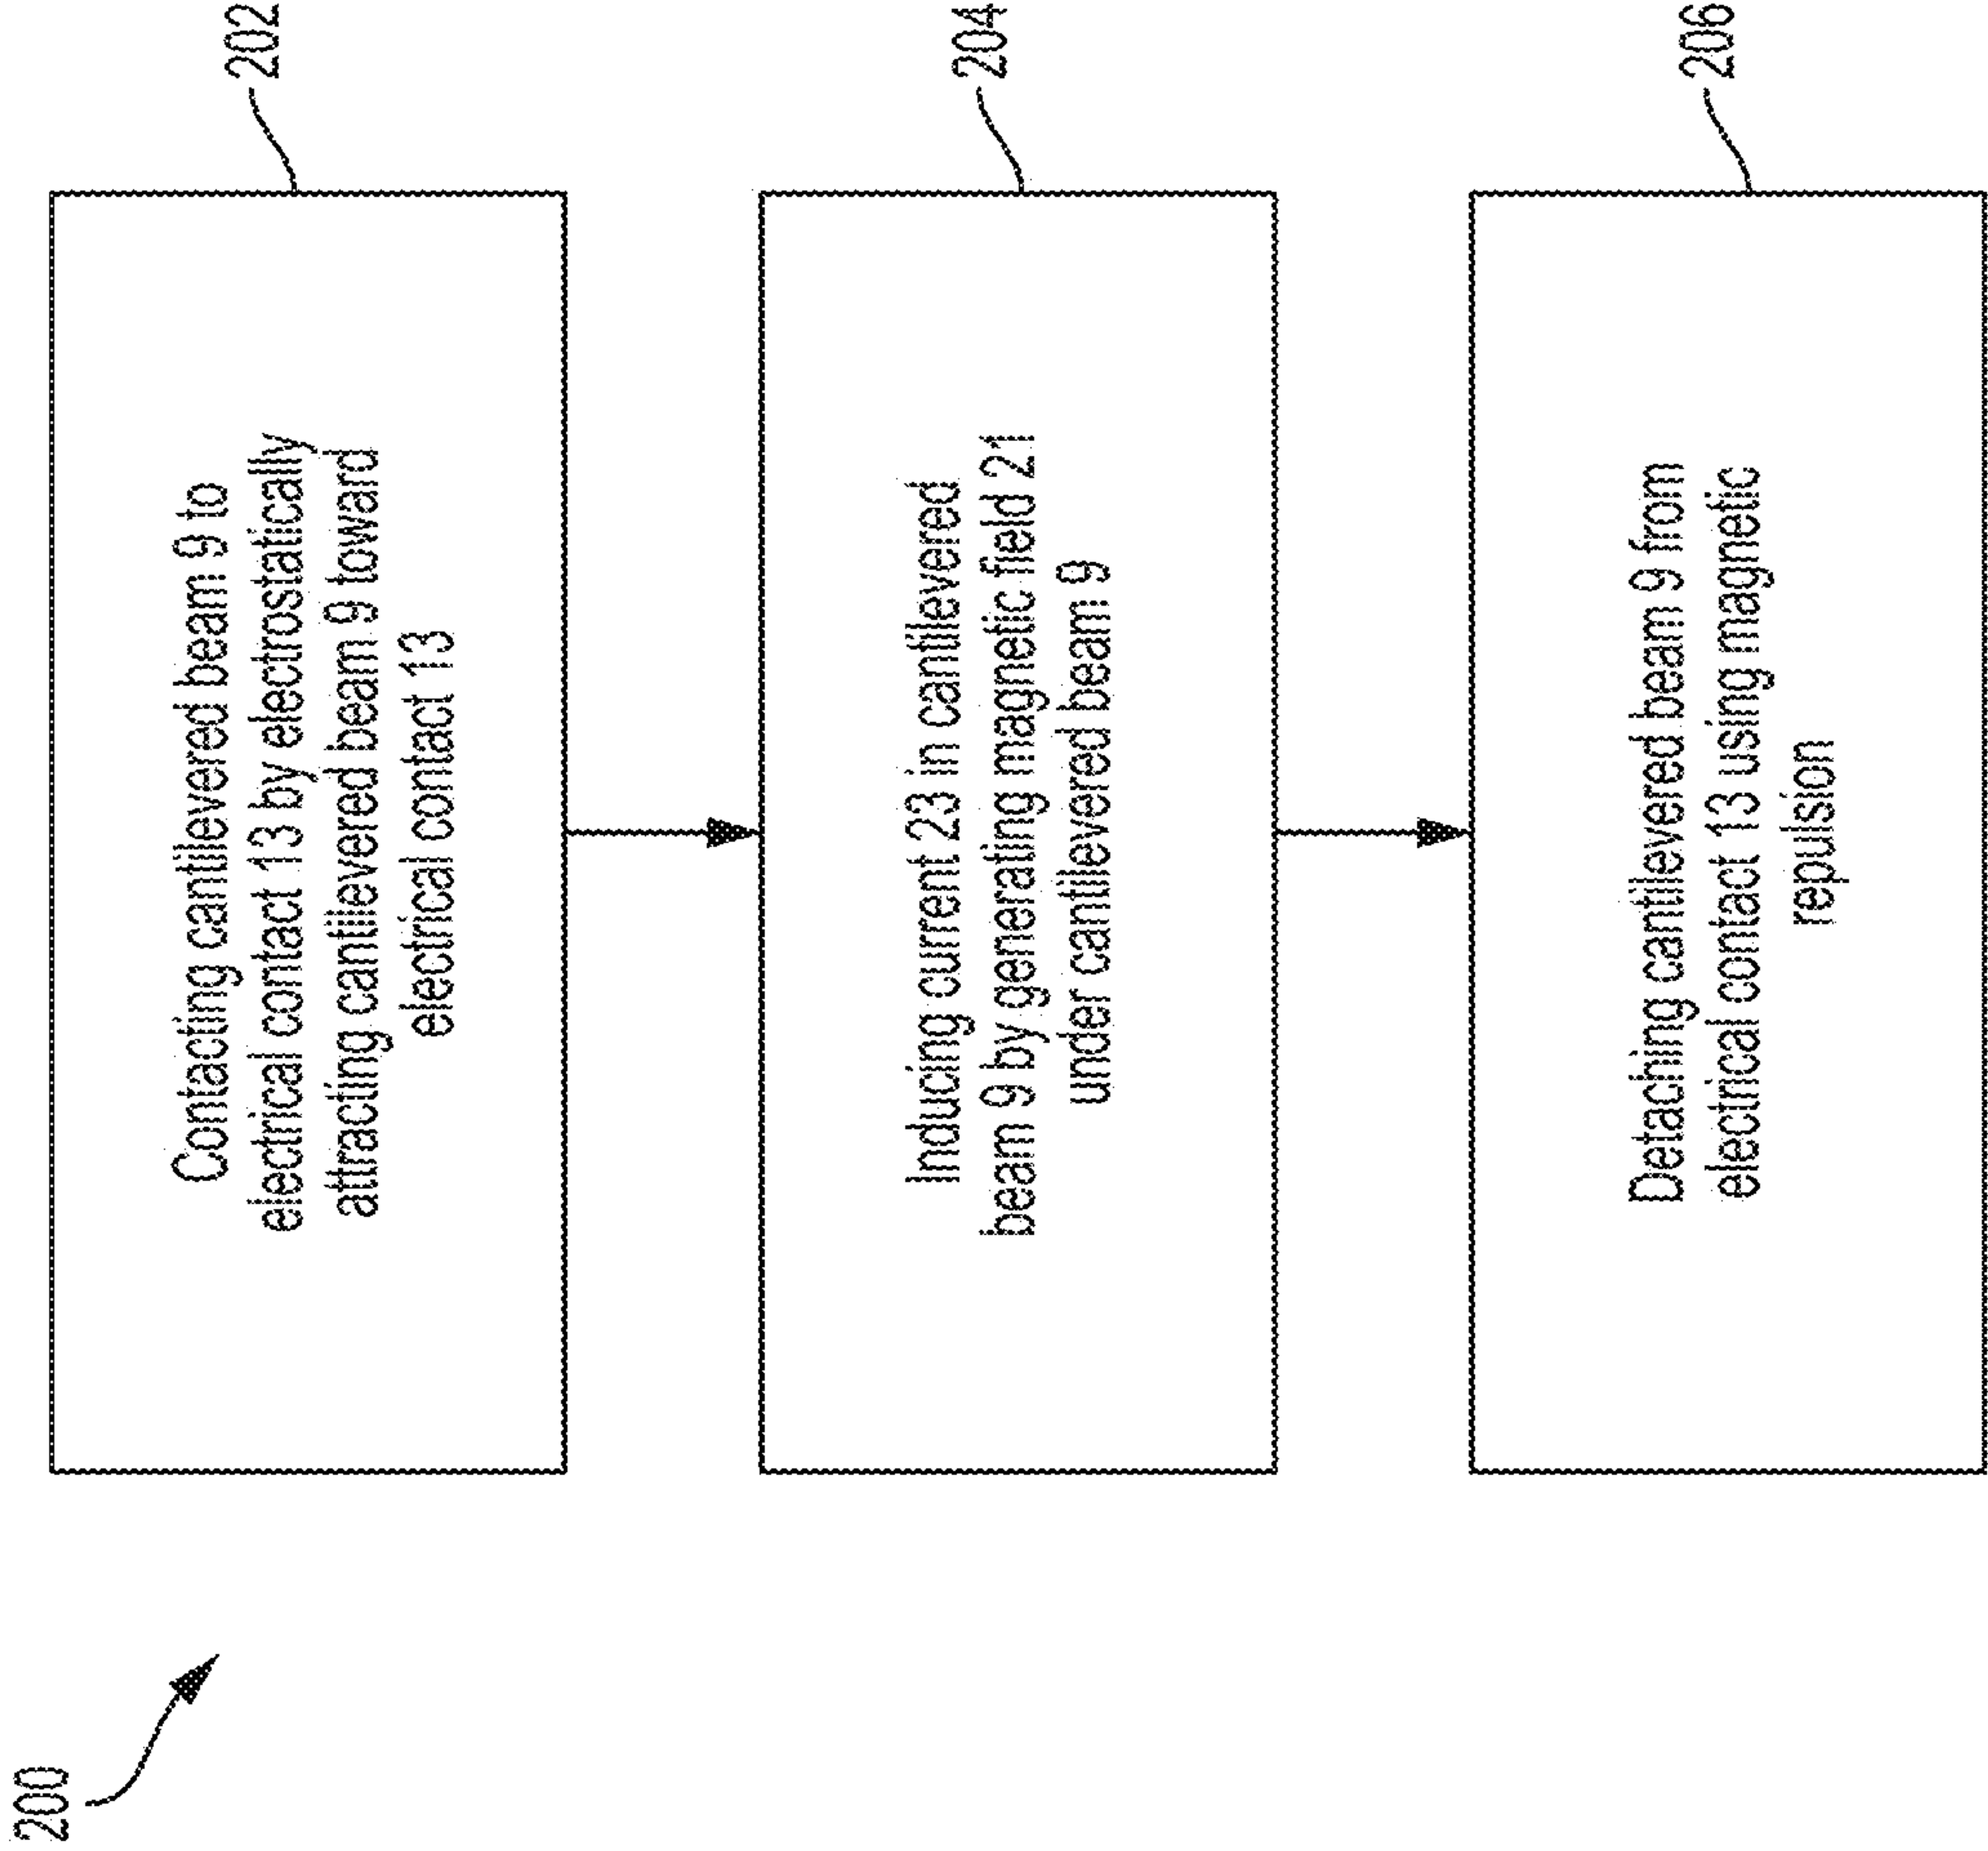 200
Contacting cantilevered beam 9 to
electrical contact 13 by electrostatically
attracting cantilevered beam 9 toward
electrical contact 13
202
Inducing current 23 in cantilevered
beam 9 by generating magnetic field 21
under cantilevered beam 9
204
Detaching cantilevered beam 9 from
electrical contact 13 using magnetic
repulsion
206